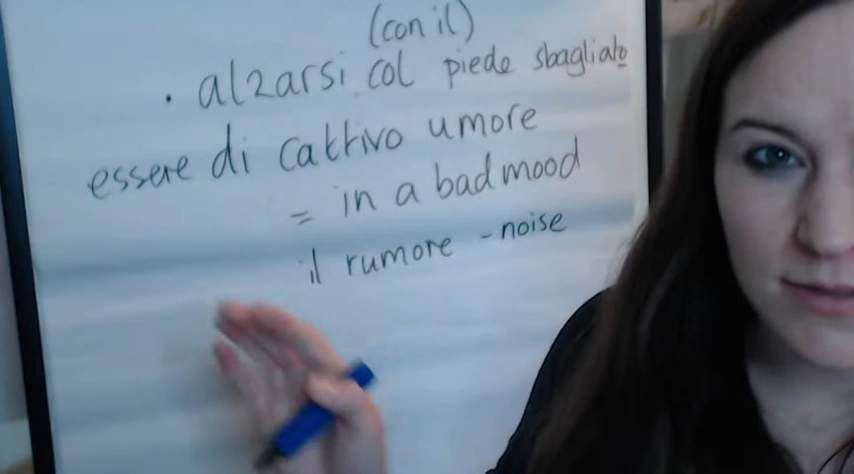 (con il)
. alzarsi col piede sbagliato
essere di cattivo umore
= in a bad mood
il rumore - noise